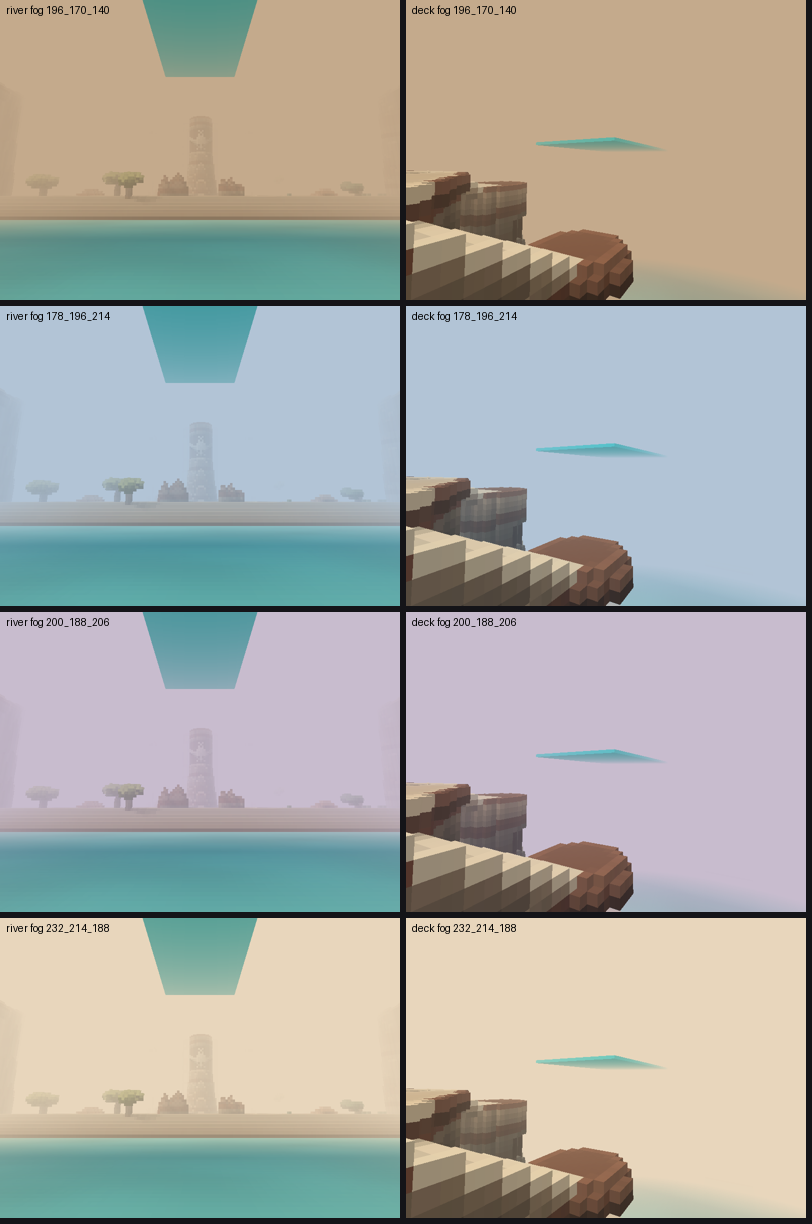 river fog 196_170_140
deck fog 196_170_140
river fog 178_196_214
deck fog 178_196_214
river fog 200_188_206
deck fog 200_188_206
river fog 232_214_188
deck fog 232_214_188